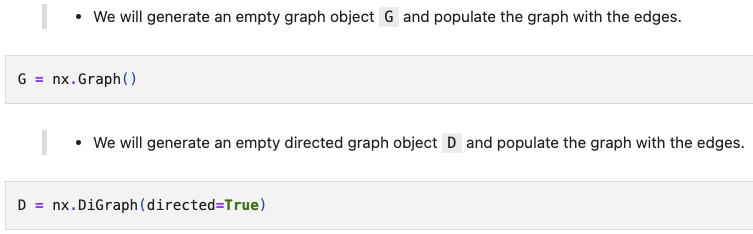 • We will generate an empty graph object G and populate the graph with the edges.
G = nx.Graph()
• We will generate an empty directed graph object D and populate the graph with the edges.
D = nx.DiGraph(directed=True)